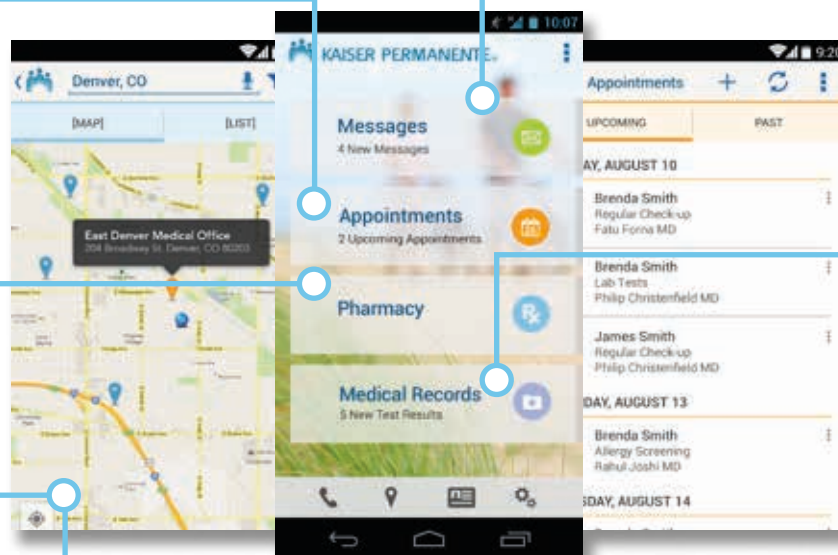 Denver, CO
[MAP]
[LIST]
East Denver Medical Office
204 Broadway St. Denver, CO 80203
10:07
KAISER PERMANENTE®
Messages
4 New Messages
Appointments
2 Upcoming Appointments
Pharmacy
Rx
Medical Records
5 New Test Results
9:20
Appointments
UPCOMING
PAST
AY, AUGUST 10
Brenda Smith
Regular Check-up
Fatu Forna MD
Brenda Smith
Lab Tests
Philip Christenfield MD
James Smith
Regular Check-up
Philip Christenfield MD
DAY, AUGUST 13
Brenda Smith
Allergy Screening
Rahul Joshi MD
SDAY, AUGUST 14